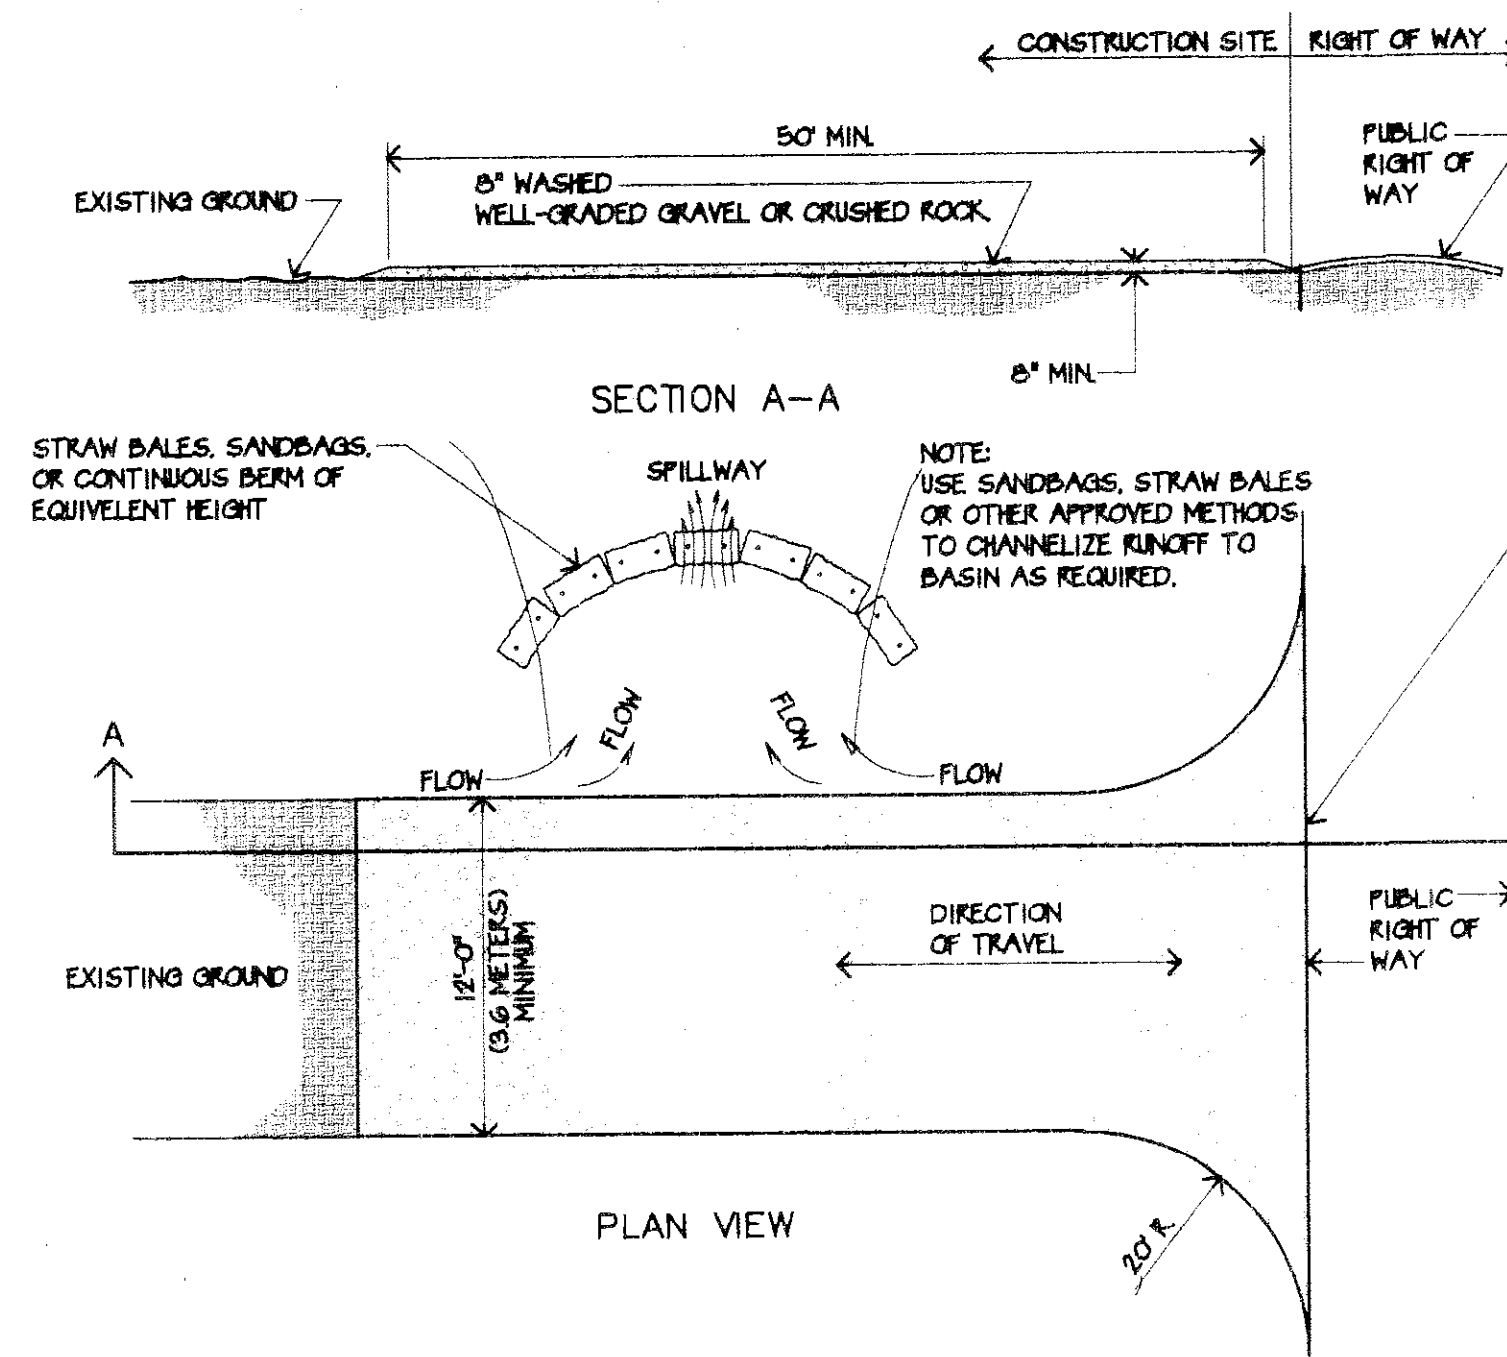 CONSTRUCTION SITE
RIGHT OF WAY
50' MIN.
PUBLIC
RIGHT OF
WAY
EXISTING GROUND
8" WASHED
WELL-GRADED GRAVEL OR CRUSHED ROCK
8" MIN.
SECTION A-A
STRAW BALES, SANDBAGS,
OR CONTINUOUS BERM OF
EQUIVELENT HEIGHT
SPILLWAY
NOTE:
USE SANDBAGS, STRAW BALES
OR OTHER APPROVED METHODS
TO CHANNELIZE RUNOFF TO
BASIN AS REQUIRED.
FLOW
FLOW
A
FLOW
FLOW
12'-0"
(3.6 METERS)
MINIMUM
DIRECTION
OF TRAVEL
PUBLIC
RIGHT OF
WAY
EXISTING GROUND
PLAN VIEW
20' R.